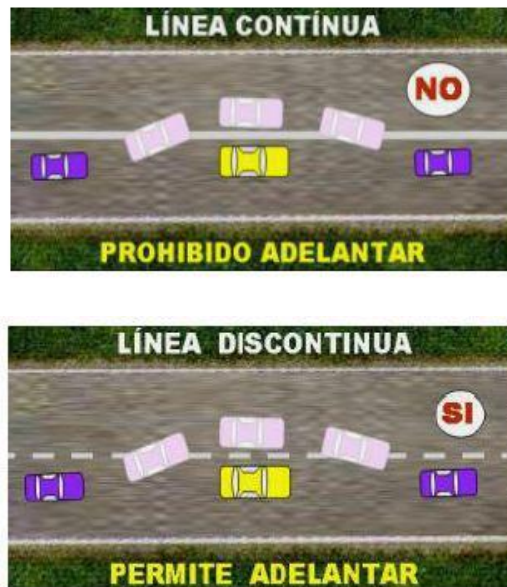 LÍNEA CONTÍNUA
NO
PROHIBIDO ADELANTAR
LÍNEA DISCONTINUA
SI
PERMITE ADELANTAR